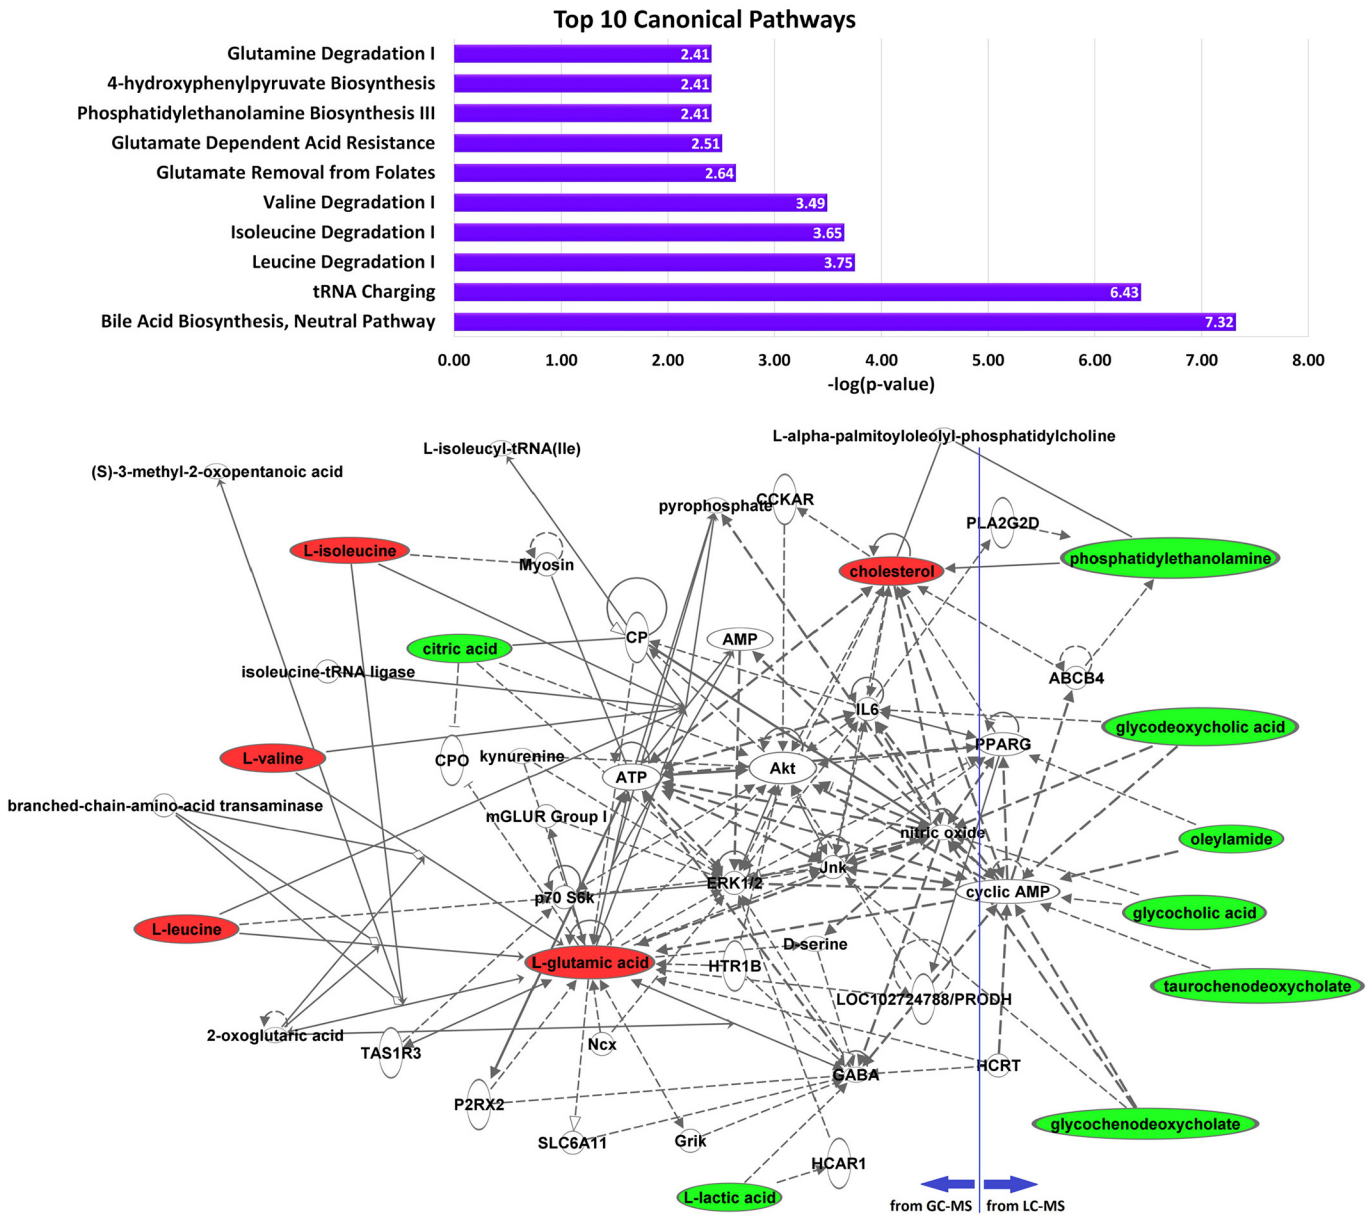 Top 10 Canonical Pathways
Glutamine Degradation I 2.41
4-hydroxyphenylpyruvate Biosynthesis 2.41
Phosphatidylethanolamine Biosynthesis III 2.41
Glutamate Dependent Acid Resistance 2.51
Glutamate Removal from Folates 2.64
Valine Degradation I 3.49
Isoleucine Degradation I 3.65
Leucine Degradation I 3.75
tRNA Charging 6.43
Bile Acid Biosynthesis, Neutral Pathway 7.32
0.00 1.00 2.00 3.00 4.00 5.00 6.00 7.00 8.00
-log(p-value)
L-alpha-palmitoyloleolyl-phosphatidylcholine
L-isoleucyl-tRNA(Ile)
(S)-3-methyl-2-oxopentanoic acid
pyrophosphate
CCKAR
PLA2G2D
L-isoleucine
Myosin
cholesterol
phosphatidylethanolamine
citric acid
CP
AMP
isoleucine-tRNA ligase
ABCB4
IL6
glycodeoxycholic acid
L-valine
CPO
kynurenine
ATP
Akt
PPARG
branched-chain-amino-acid transaminase
mGLUR Group I
nitric oxide
oleylamide
p70 S6k
ERK1/2
Jnk
cyclic AMP
glycocholic acid
L-leucine
L-glutamic acid
HTR1B
D-serine
LOC102724788/PRODH
taurochenodeoxycholate
2-oxoglutaric acid
TAS1R3
Ncx
GABA
HCRT
P2RX2
SLC6A11
Grik
HCAR1
glycochenodeoxycholate
L-lactic acid
from GC-MS
from LC-MS